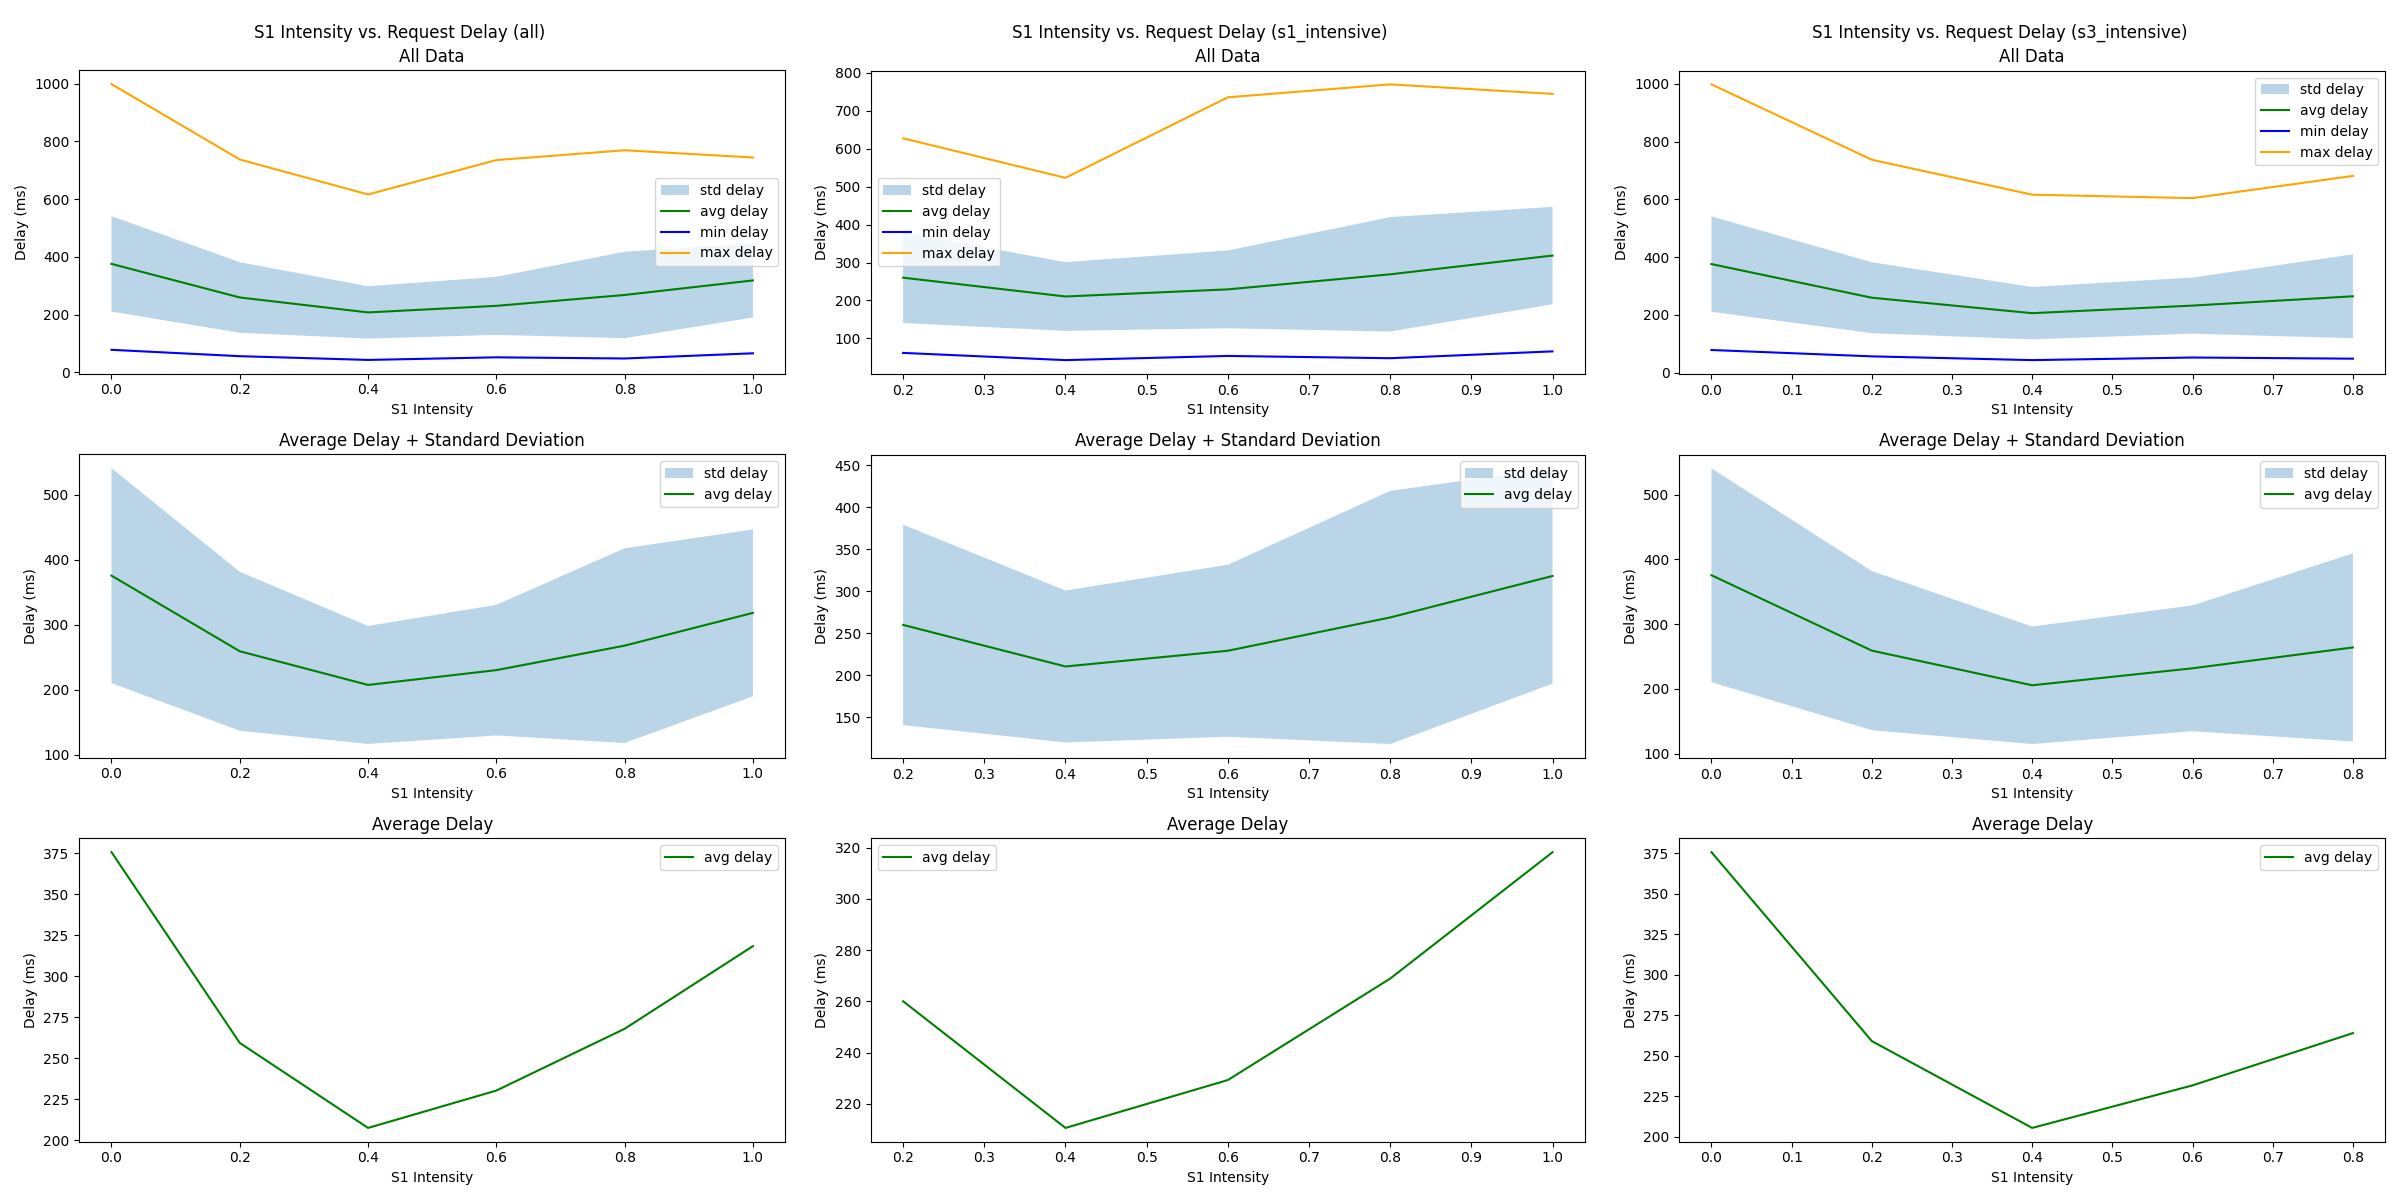 S1 Intensity vs. Request Delay (all)
All Data
1000
800
600
400
200
0
Delay (ms)
std delay
avg delay
min delay
max delay
0.0 0.2 0.4 0.6 0.8 1.0
S1 Intensity
S1 Intensity vs. Request Delay (s1_intensive)
All Data
800
700
600
500
400
300
200
100
Delay (ms)
std delay
avg delay
min delay
max delay
0.2 0.3 0.4 0.5 0.6 0.7 0.8 0.9 1.0
S1 Intensity
S1 Intensity vs. Request Delay (s3_intensive)
All Data
1000
800
600
400
200
0
Delay (ms)
std delay
avg delay
min delay
max delay
0.0 0.1 0.2 0.3 0.4 0.5 0.6 0.7 0.8
S1 Intensity
Average Delay + Standard Deviation
500
400
300
200
100
Delay (ms)
std delay
avg delay
0.0 0.2 0.4 0.6 0.8 1.0
S1 Intensity
Average Delay + Standard Deviation
450
400
350
300
250
200
150
Delay (ms)
std delay
avg delay
0.2 0.3 0.4 0.5 0.6 0.7 0.8 0.9 1.0
S1 Intensity
Average Delay + Standard Deviation
500
400
300
200
100
Delay (ms)
std delay
avg delay
0.0 0.1 0.2 0.3 0.4 0.5 0.6 0.7 0.8
S1 Intensity
Average Delay
375
350
325
300
275
250
225
200
Delay (ms)
avg delay
0.0 0.2 0.4 0.6 0.8 1.0
S1 Intensity
Average Delay
320
300
280
260
240
220
Delay (ms)
avg delay
0.2 0.3 0.4 0.5 0.6 0.7 0.8 0.9 1.0
S1 Intensity
Average Delay
375
350
325
300
275
250
225
200
Delay (ms)
avg delay
0.0 0.1 0.2 0.3 0.4 0.5 0.6 0.7 0.8
S1 Intensity